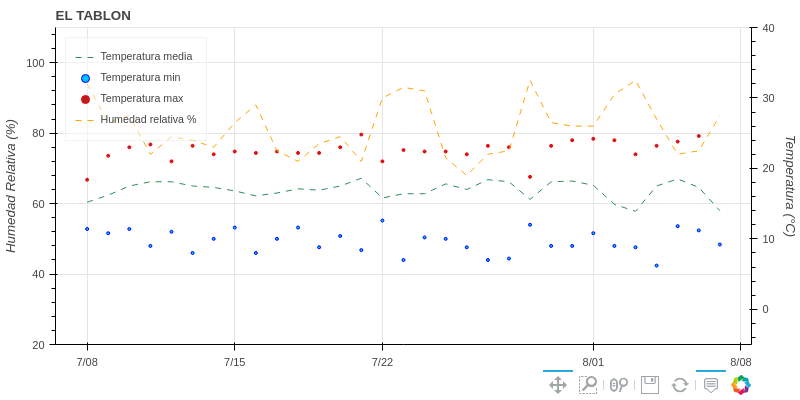 EL TABLON
Temperatura media
Temperatura min
Temperatura max
Humedad relativa %
Humedad Relativa (%)
100
80
60
40
20
40
30
20
10
0
Temperatura (°C)
7/08
7/15
7/22
8/01
8/08